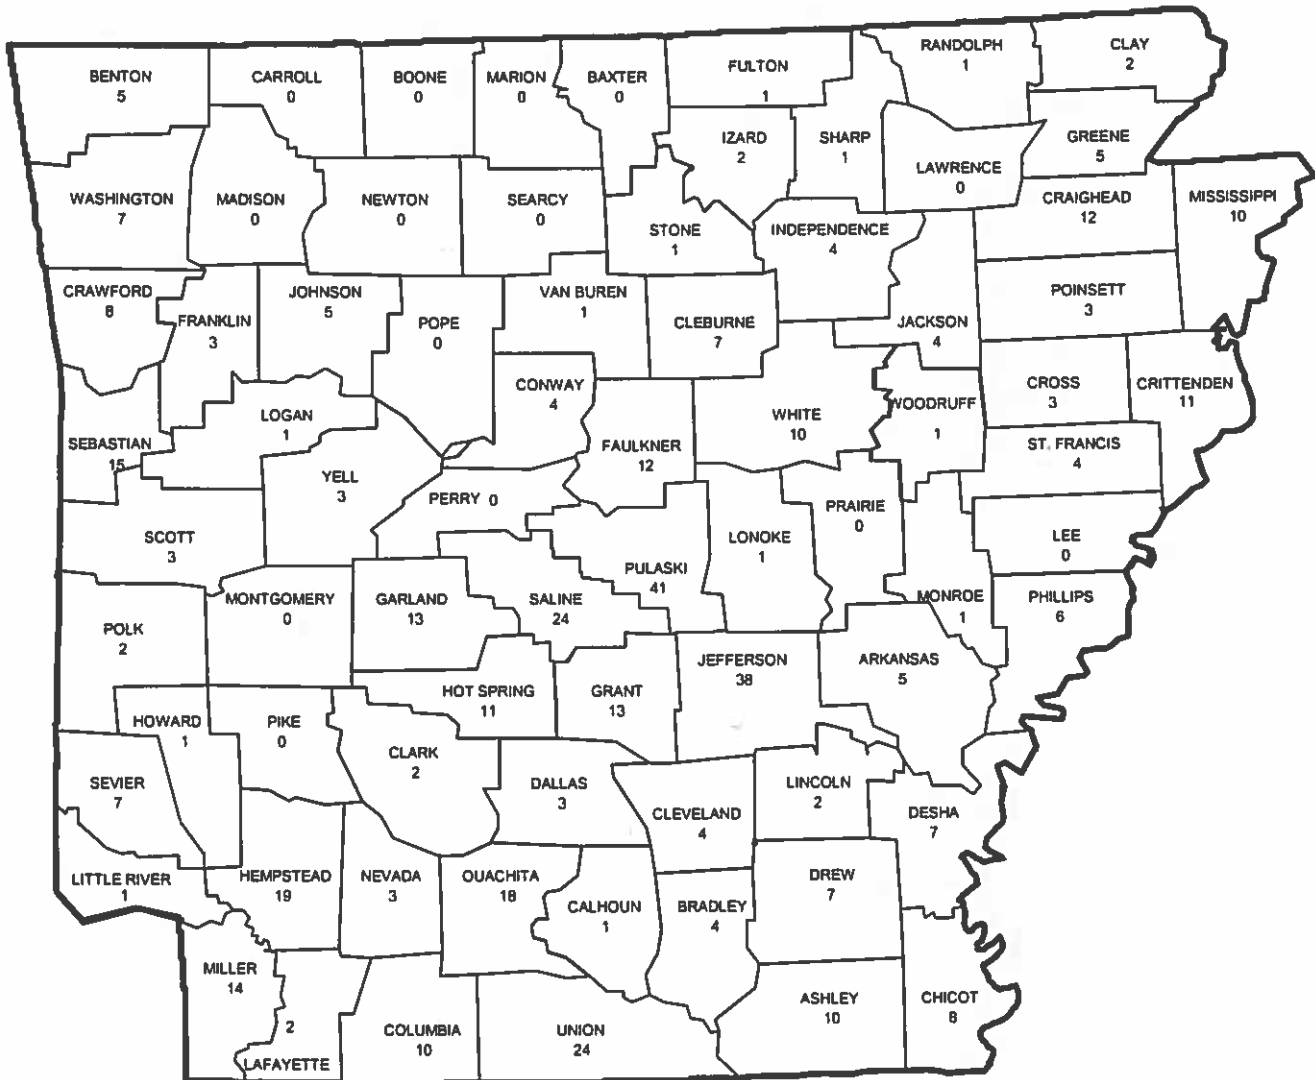 BENTON
5
CARROLL
0
BOONE
0
MARION
0
BAXTER
0
FULTON
1
RANDOLPH
1
CLAY
2
IZARD
2
SHARP
1
LAWRENCE
0
GREENE
5
WASHINGTON
7
MADISON
0
NEWTON
0
SEARCY
0
STONE
1
INDEPENDENCE
4
CRAIGHEAD
12
MISSISSIPPI
10
CRAWFORD
8
FRANKLIN
3
JOHNSON
5
POPE
0
VAN BUREN
1
CLEBURNE
7
JACKSON
4
POINSETT
3
SEBASTIAN
15
LOGAN
1
CONWAY
4
FAULKNER
12
WHITE
10
WOODRUFF
1
CROSS
3
CRITTENDEN
11
ST. FRANCIS
4
SCOTT
3
YELL
3
PERRY 0
PULASKI
41
LONOKE
1
PRAIRIE
0
LEE
0
POLK
2
MONTGOMERY
0
GARLAND
13
SALINE
24
MONROE
1
PHILLIPS
6
HOWARD
1
PIKE
0
HOT SPRING
11
GRANT
13
JEFFERSON
38
ARKANSAS
5
SEVIER
7
CLARK
2
DALLAS
3
CLEVELAND
4
LINCOLN
2
DESHA
7
LITTLE RIVER
1
HEMPSTEAD
19
NEVADA
3
OUACHITA
18
CALHOUN
1
BRADLEY
4
DREW
7
MILLER
14
2
LAFAYETTE
COLUMBIA
10
UNION
24
ASHLEY
10
CHICOT
8